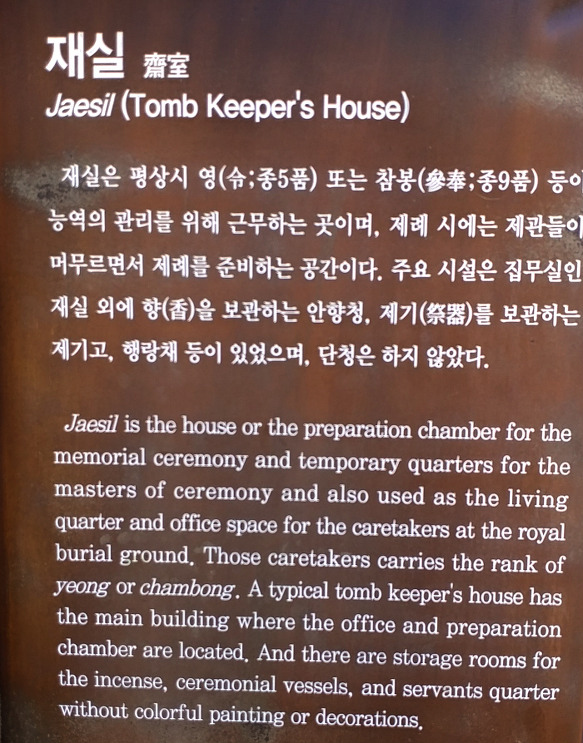 재실 齋室
Jaesil (Tomb Keeper's House)
재실은 평상시 영(令;종5품) 또는 참봉(參奉;종9품) 등이
능역의 관리를 위해 근무하는 곳이며, 제례 시에는 제관들이
머무르면서 제례를 준비하는 공간이다. 주요 시설은 집무실인
재실 외에 향(香)을 보관하는 안향청, 제기(祭器)를 보관하는
제기고, 행랑채 등이 있었으며, 단청은 하지 않았다.
Jaesil is the house or the preparation chamber for the
memorial ceremony and temporary quarters for the
masters of ceremony and also used as the living
quarter and office space for the caretakers at the royal
burial ground. Those caretakers carries the rank of
yeong or chambong. A typical tomb keeper's house has
the main building where the office and preparation
chamber are located. And there are storage rooms for
the incense, ceremonial vessels, and servants quarter
without colorful painting or decorations.